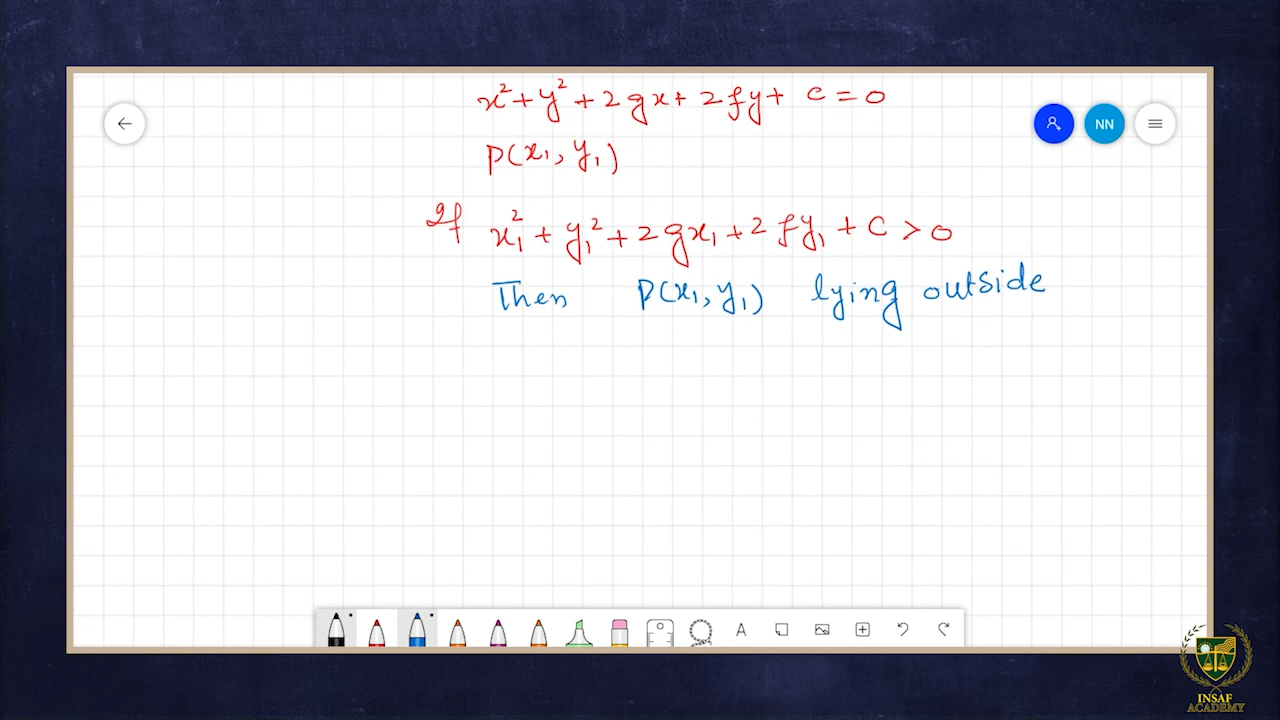 x² + y² + 2gx + 2fy + c = 0
P(x₁, y₁)
NN
If x₁² + y₁² + 2gx₁ + 2fy₁ + c > 0
Then P(x₁, y₁) lying outside
A
INSAF
ACADEMY